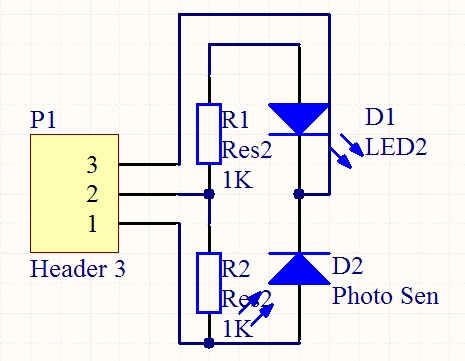 P1
3
2
1
Header 3
R1
Res2
1K
D1
LED2
R2
Res2
1K
D2
Photo Sen